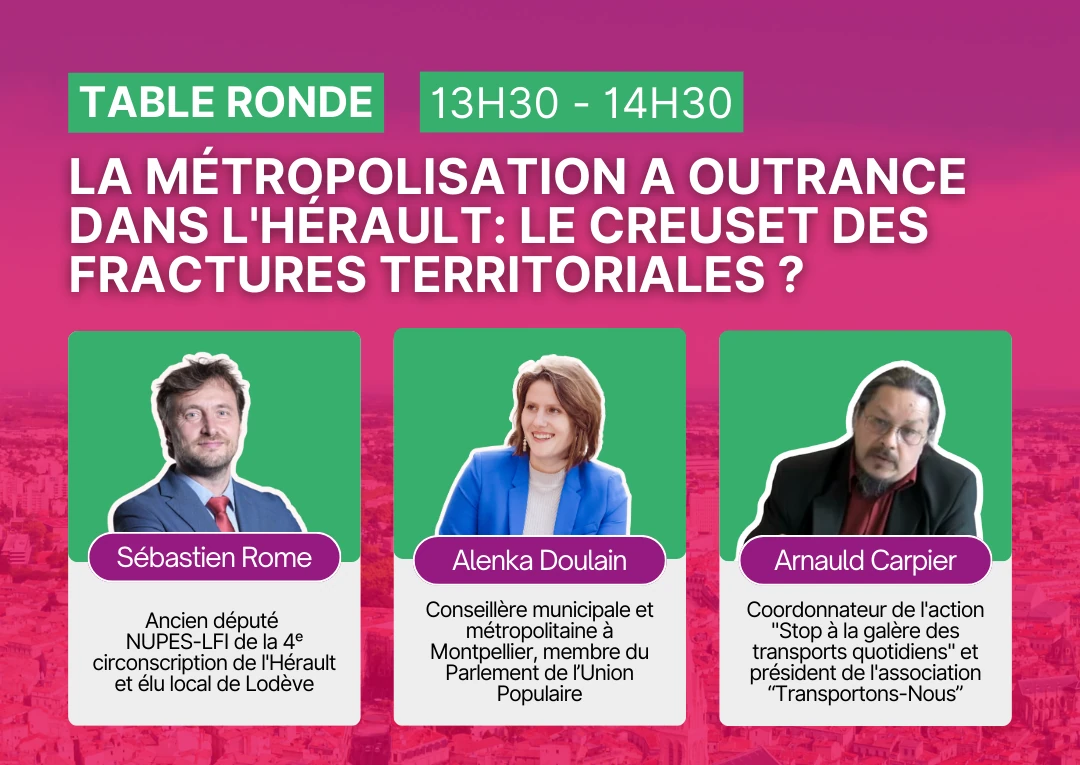 TABLE RONDE
13H30 - 14H30
LA MÉTROPOLISATION A OUTRANCE
DANS L'HÉRAULT: LE CREUSET DES
FRACTURES TERRITORIALES ?
Sébastien Rome
Ancien député
NUPES-LFI de la 4ᵉ
circonscription de l'Hérault
et élu local de Lodève
Alenka Doulain
Conseillère municipale et
métropolitaine à
Montpellier, membre du
Parlement de l’Union
Populaire
Arnauld Carpier
Coordonnateur de l'action
"Stop à la galère des
transports quotidiens" et
président de l'association
“Transportons-Nous”